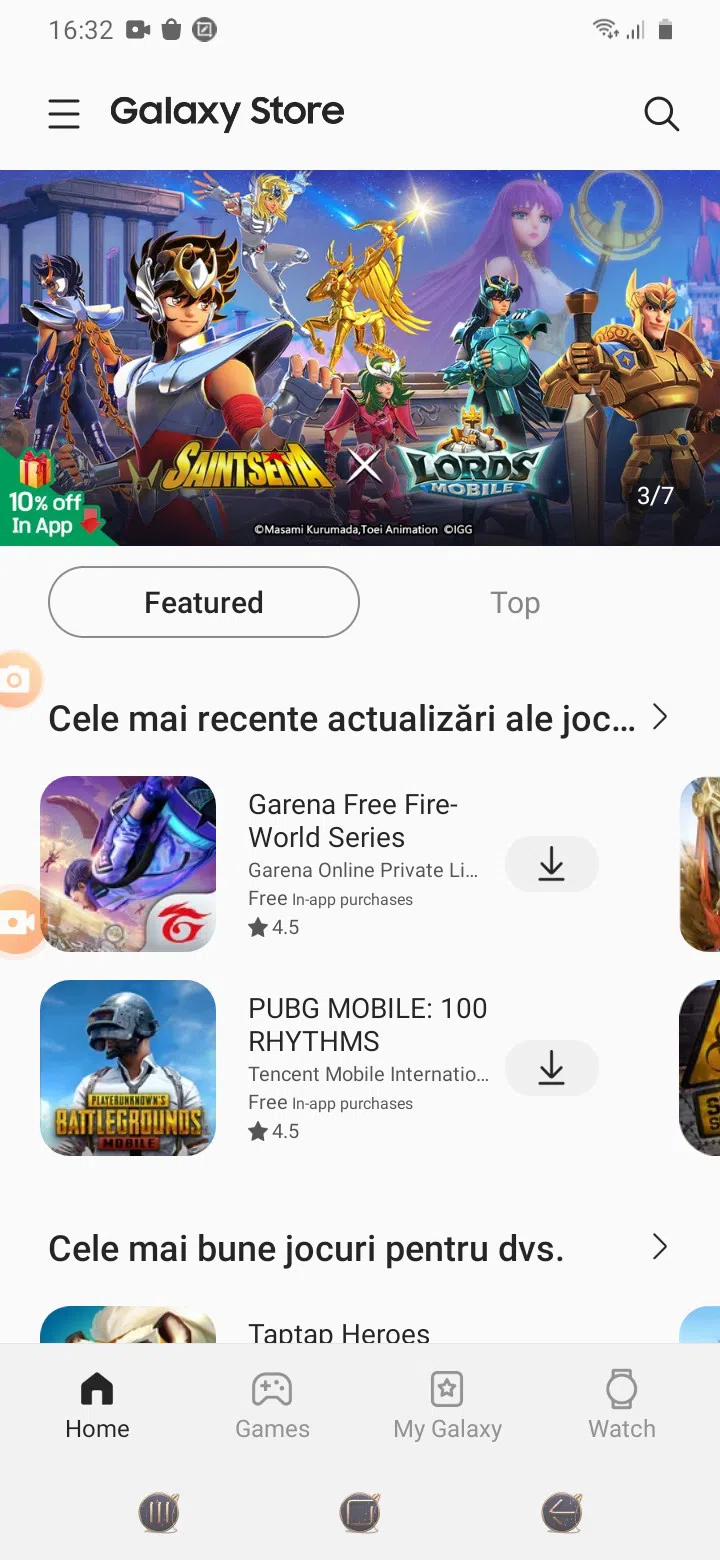 16:32
Galaxy Store
SAINT SEIYA X LORDS MOBILE
10% off
In App
3/7
©Masami Kurumada,Toei Animation ©IGG
Featured
Top
Cele mai recente actualizări ale joc...
Garena Free Fire-
World Series
Garena Online Private Li...
Free In-app purchases
4.5
PUBG MOBILE: 100
RHYTHMS
Tencent Mobile Internatio...
Free In-app purchases
4.5
PLAYERUNKNOWN'S
BATTLEGROUNDS
MOBILE
Cele mai bune jocuri pentru dvs.
Taptap Heroes
Home
Games
My Galaxy
Watch